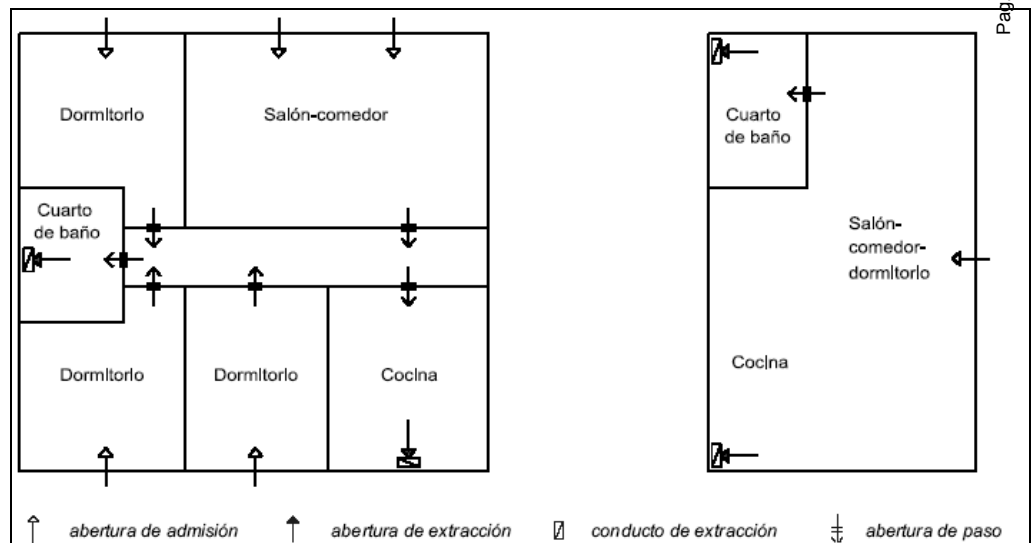 Pag
Dormitorio
Salón-comedor
Cuarto
de baño
Dormitorio
Dormitorio
Cocina
Cuarto
de baño
Salón-
comedor-
dormitorio
Cocina
abertura de admisión
abertura de extracción
conducto de extracción
abertura de paso